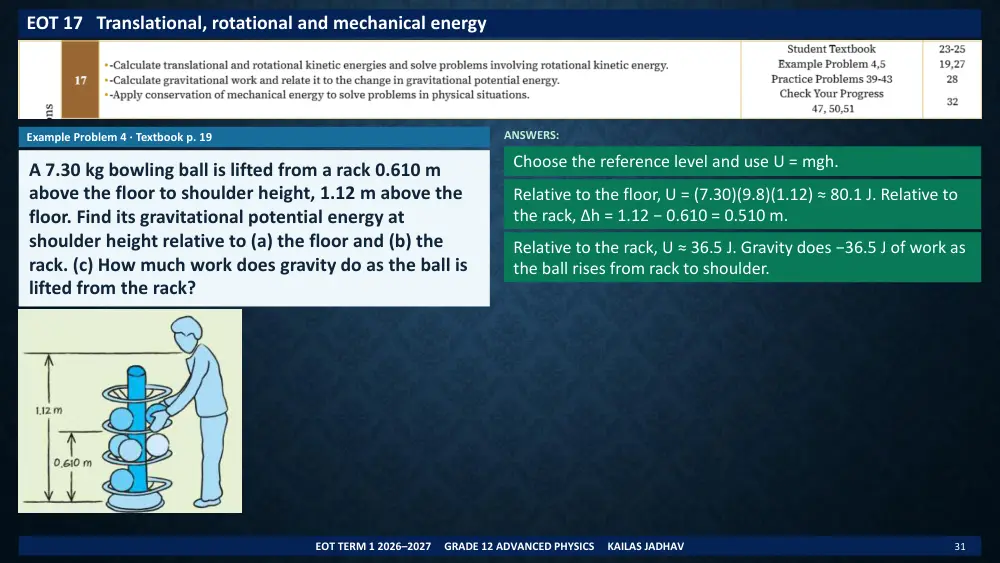 EOT 17 Translational, rotational and mechanical energy
ons
17
•-Calculate translational and rotational kinetic energies and solve problems involving rotational kinetic energy.
•-Calculate gravitational work and relate it to the change in gravitational potential energy.
•-Apply conservation of mechanical energy to solve problems in physical situations.
Student Textbook 23-25
Example Problem 4,5 19,27
Practice Problems 39-43 28
Check Your Progress
47, 50,51 32
Example Problem 4 · Textbook p. 19
A 7.30 kg bowling ball is lifted from a rack 0.610 m
above the floor to shoulder height, 1.12 m above the
floor. Find its gravitational potential energy at
shoulder height relative to (a) the floor and (b) the
rack. (c) How much work does gravity do as the ball is
lifted from the rack?
1.12 m
0.610 m
ANSWERS:
Choose the reference level and use U = mgh.
Relative to the floor, U = (7.30)(9.8)(1.12) ≈ 80.1 J. Relative to
the rack, Δh = 1.12 − 0.610 = 0.510 m.
Relative to the rack, U ≈ 36.5 J. Gravity does −36.5 J of work as
the ball rises from rack to shoulder.
EOT TERM 1 2026–2027 GRADE 12 ADVANCED PHYSICS KAILAS JADHAV
31